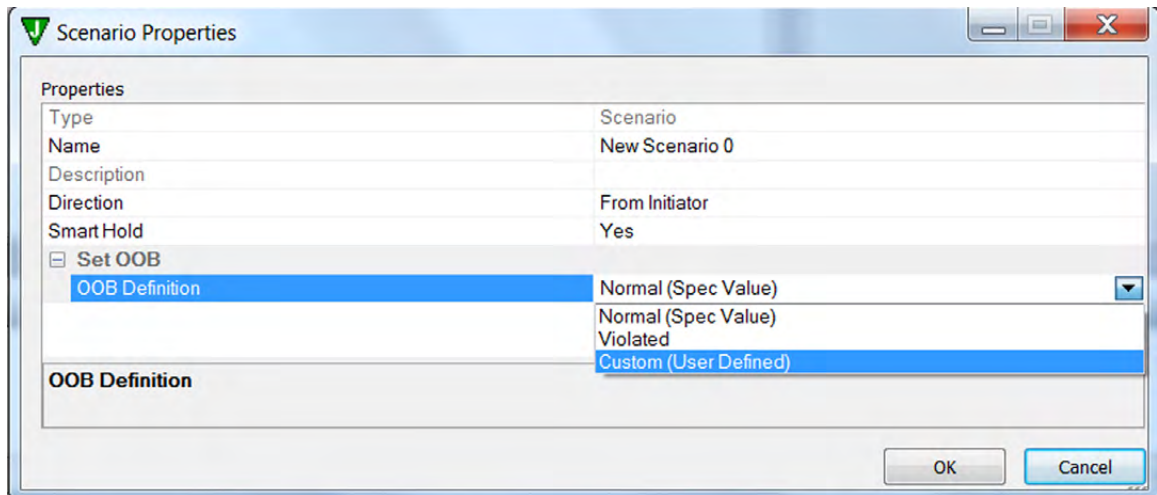 Scenario Properties
Properties
Type Scenario
Name New Scenario 0
Description
Direction From Initiator
Smart Hold Yes
Set OOB
OOB Definition Normal (Spec Value)
Normal (Spec Value)
Violated
Custom (User Defined)
OOB Definition
OK Cancel